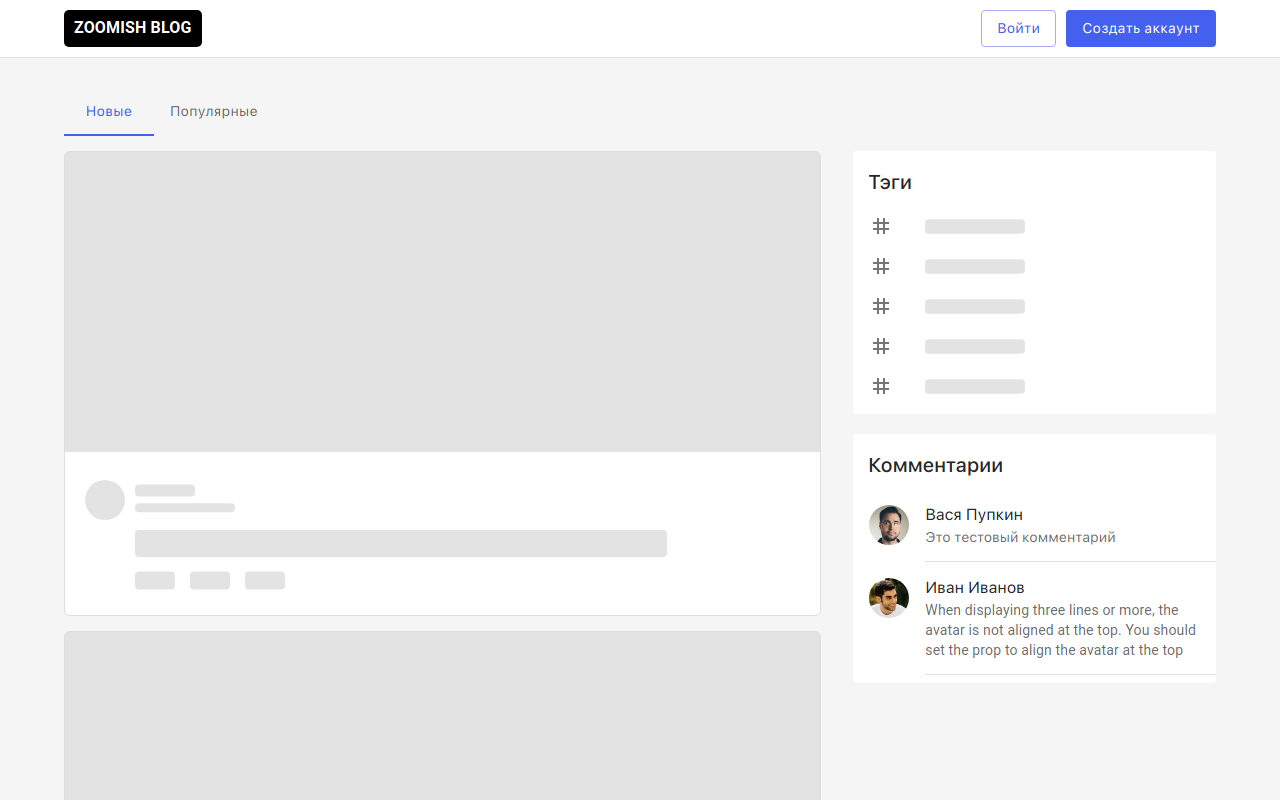 ZOOMISH BLOG
Войти
Создать аккаунт
Новые
Популярные
Тэги
Комментарии
Вася Пупкин
Это тестовый комментарий
Иван Иванов
When displaying three lines or more, the
avatar is not aligned at the top. You should
set the prop to align the avatar at the top